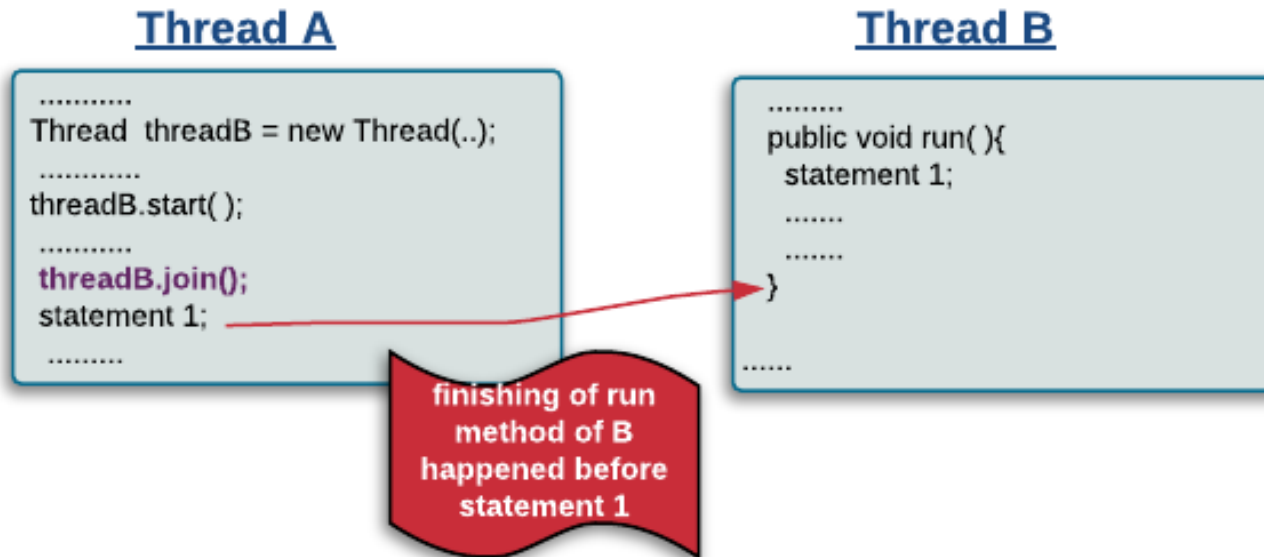 Thread A
...........
Thread threadB = new Thread(..);
............
threadB.start( );
...........
threadB.join();
statement 1;
.........
Thread B
.........
public void run( ){
statement 1;
.......
.......
}
......
finishing of run
method of B
happened before
statement 1